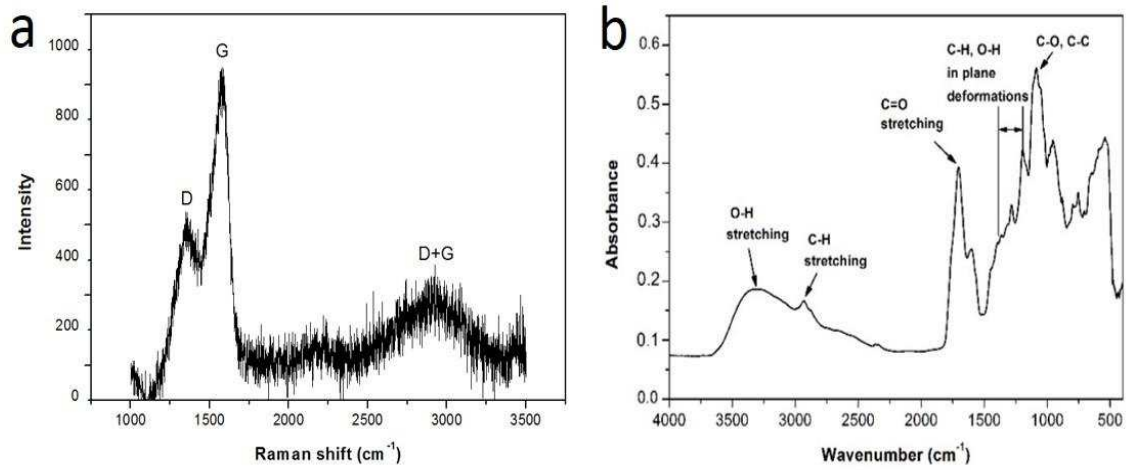 a
1000
800
600
400
200
0
Intensity
G
D
D+G
1000 1500 2000 2500 3000 3500
Raman shift (cm⁻¹)
b
0.6
0.5
0.4
0.3
0.2
0.1
0.0
Absorbance
O-H
stretching
C-H
stretching
C=O
stretching
C-H, O-H
in plane
deformations
C-O, C-C
4000 3500 3000 2500 2000 1500 1000 500
Wavenumber (cm⁻¹)